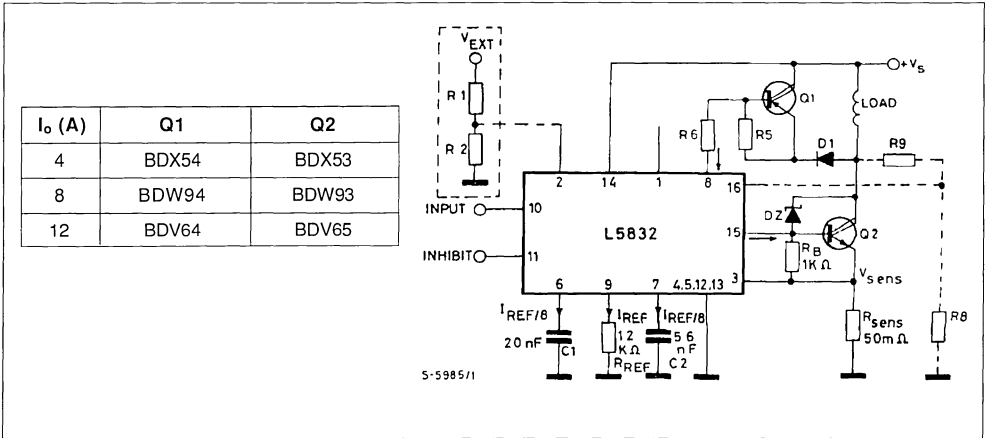 I₀ (A) Q1 Q2
4 BDX54 BDX53
8 BDW94 BDW93
12 BDV64 BDV65
VEXT
R1
R2
+Vs
Q1
LOAD
R6
R5
D1
R9
2
14
1
8
16
INPUT
10
L5832
DZ
15
Q2
INHIBIT
11
RB
1KΩ
3
Vsens
6
9
7
4.5.12.13
IREF/8
IREF
IREF/8
20nF
C1
12
KΩ
RREF
56
nF
C2
Rsens
50mΩ
R8
S-5985/1